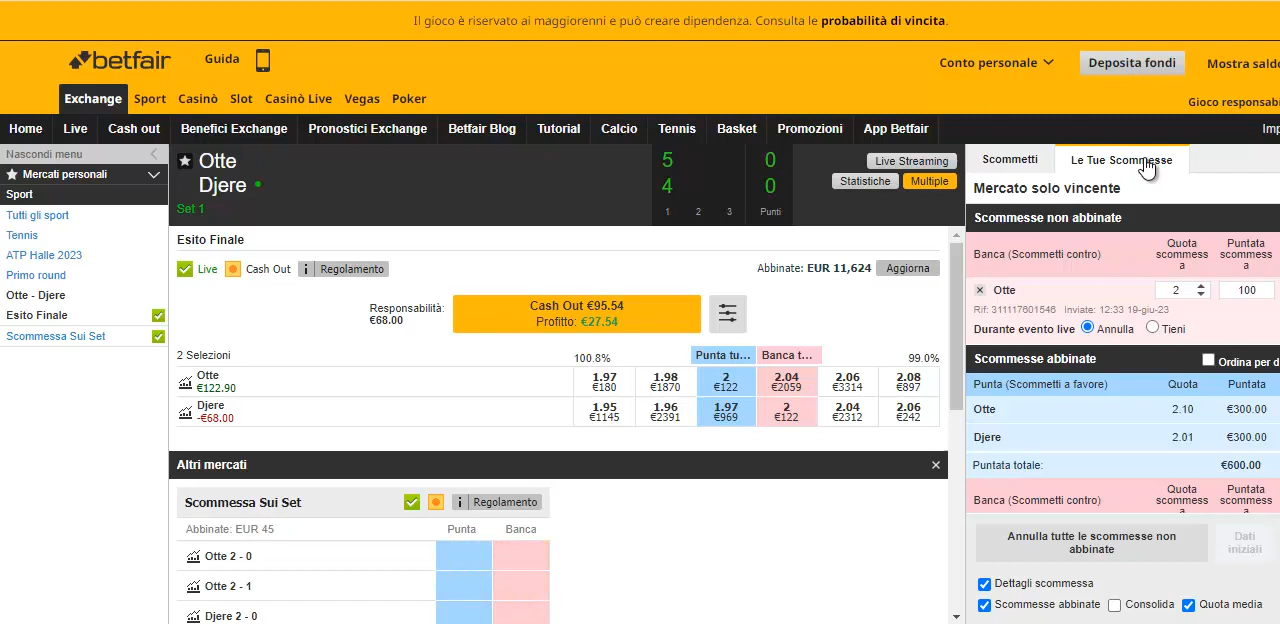 Il gioco è riservato ai maggiorenni e può creare dipendenza. Consulta le probabilità di vincita.
betfair Guida Conto personale Deposita fondi Mostra saldo
Exchange Sport Casinò Slot Casinò Live Vegas Poker Gioco responsabi
Home Live Cash out Benefici Exchange Pronostici Exchange Betfair Blog Tutorial Calcio Tennis Basket Promozioni App Betfair Imp
Nascondi menu
Mercati personali
Sport
Tutti gli sport
Tennis
ATP Halle 2023
Primo round
Otte - Djere
Esito Finale
Scommessa Sui Set
Otte 5 0
Djere 4 0
Set 1 1 2 3 Punti
Live Streaming
Statistiche Multiple
Esito Finale
Live Cash Out i Regolamento Abbinate: EUR 11,624 Aggiorna
Responsabilità:
€68.00
Cash Out €95.54
Profitto: €27.54
2 Selezioni 100.8% Punta tu... Banca t... 99.0%
Otte 1.97 1.98 2 2.04 2.06 2.08
€122.90 €180 €1870 €122 €2059 €3314 €897
Djere 1.95 1.96 1.97 2 2.04 2.06
-€68.00 €1145 €2391 €969 €122 €2312 €242
Altri mercati ×
Scommessa Sui Set i Regolamento
Abbinate: EUR 45 Punta Banca
Otte 2 - 0
Otte 2 - 1
Djere 2 - 0
Scommetti Le Tue Scommesse
Mercato solo vincente
Scommesse non abbinate
Banca (Scommetti contro) Quota scommess a Puntata scommess a
× Otte 2 100
Rif: 311117601546 Inviate: 12:33 19-giu-23
Durante evento live Annulla Tieni
Scommesse abbinate Ordina per d
Punta (Scommetti a favore) Quota Puntata
Otte 2.10 €300.00
Djere 2.01 €300.00
Puntata totale: €600.00
Banca (Scommetti contro) Quota scommess a Puntata scommess a
Annulla tutte le scommesse non abbinate Dati iniziali
Dettagli scommessa
Scommesse abbinate Consolida Quota media